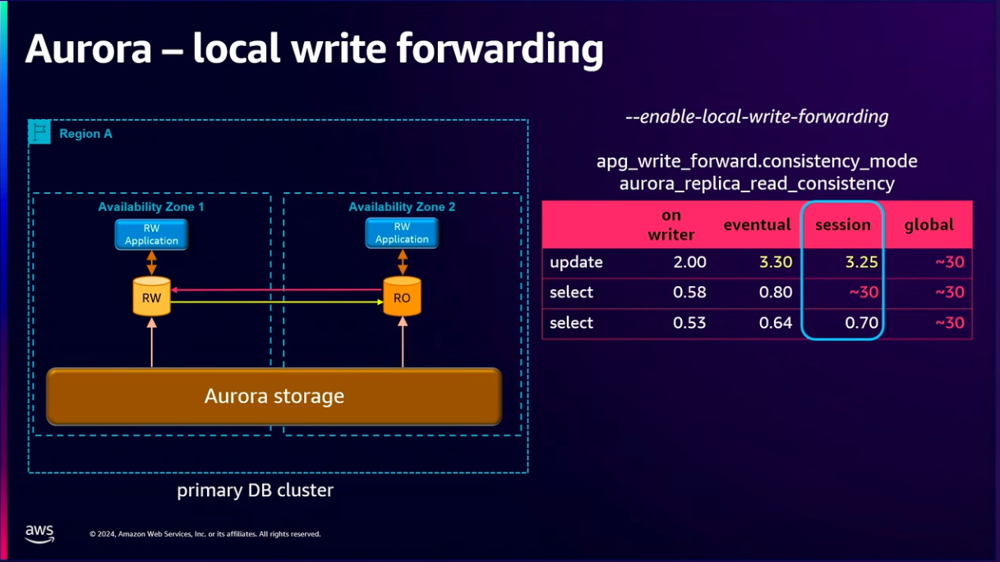 Aurora – local write forwarding
Region A
Availability Zone 1
RW
Application
RW
Availability Zone 2
RW
Application
RO
Aurora storage
primary DB cluster
--enable-local-write-forwarding
apg_write_forward.consistency_mode
aurora_replica_read_consistency
on writer eventual session global
update 2.00 3.30 3.25 ~30
select 0.58 0.80 ~30 ~30
select 0.53 0.64 0.70 ~30
aws
© 2024, Amazon Web Services, Inc. or its affiliates. All rights reserved.